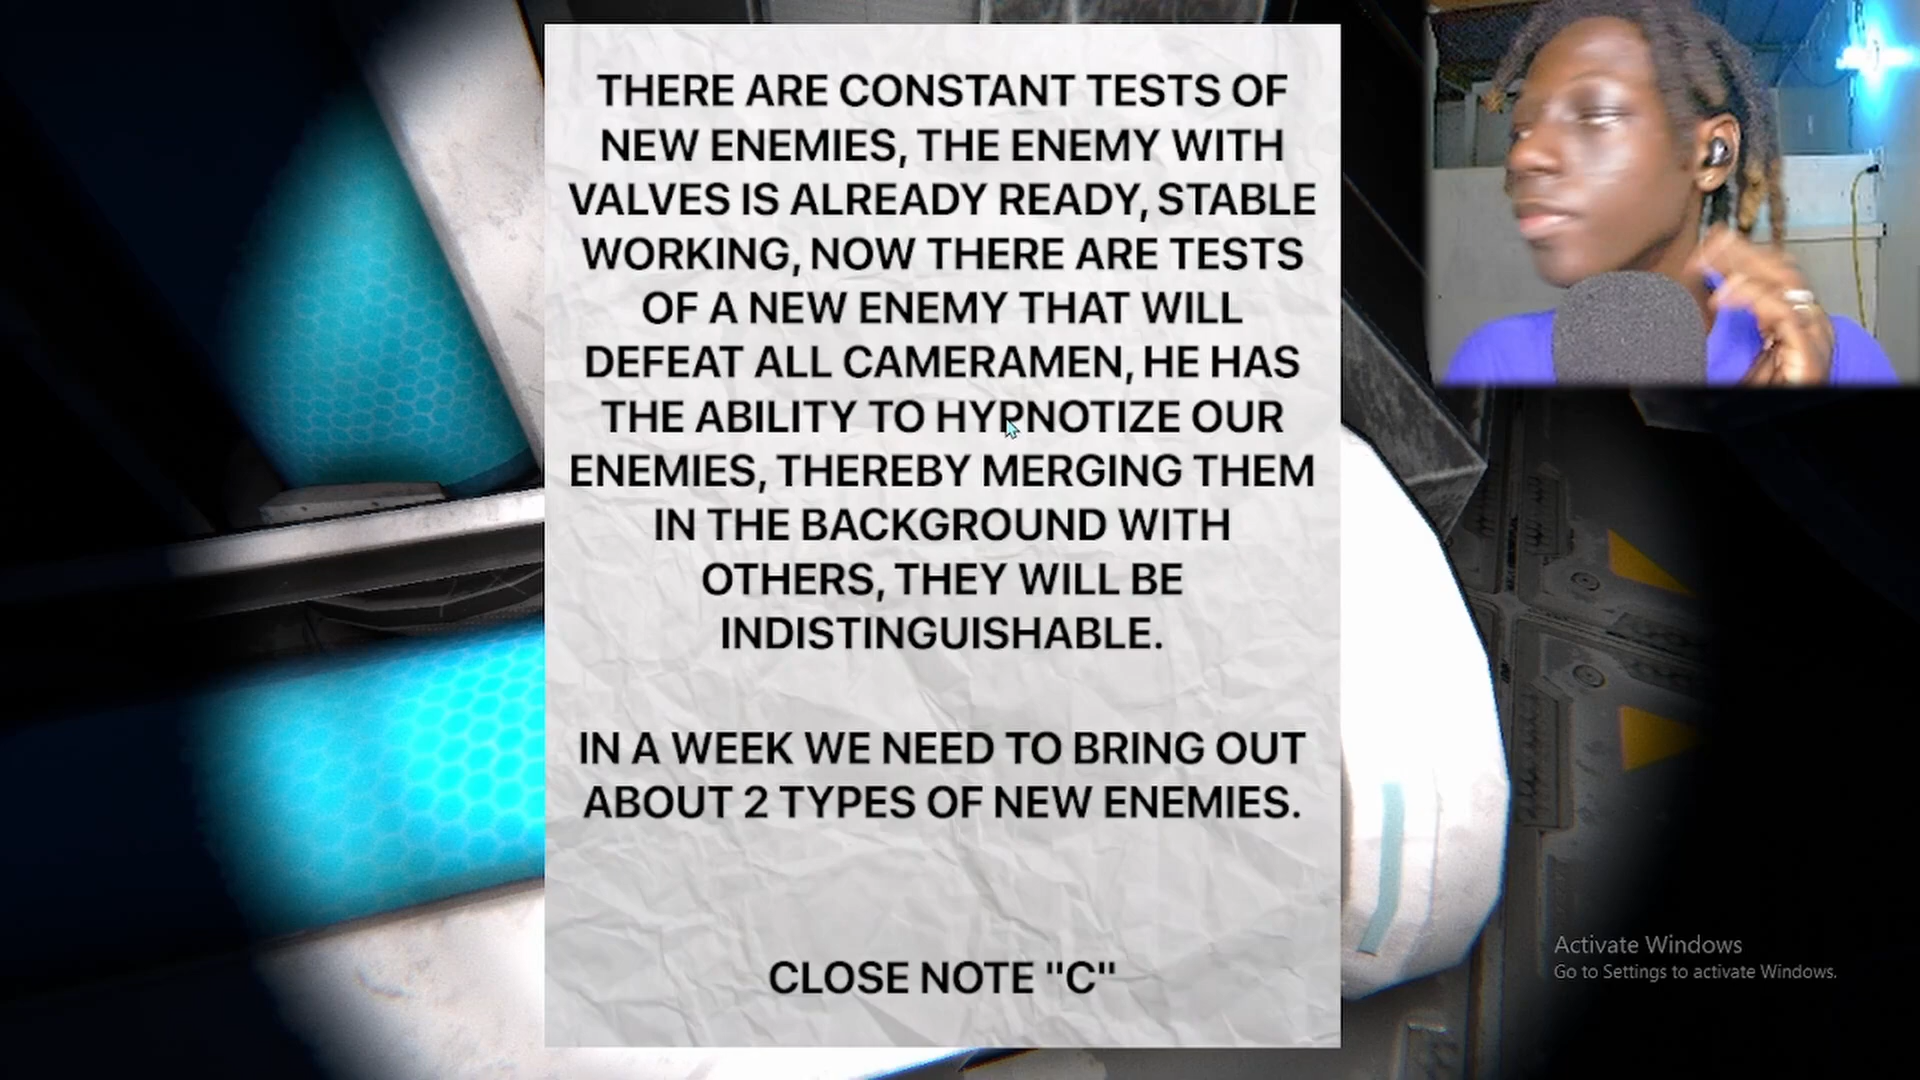 THERE ARE CONSTANT TESTS OF
NEW ENEMIES, THE ENEMY WITH
VALVES IS ALREADY READY, STABLE
WORKING, NOW THERE ARE TESTS
OF A NEW ENEMY THAT WILL
DEFEAT ALL CAMERAMEN, HE HAS
THE ABILITY TO HYPNOTIZE OUR
ENEMIES, THEREBY MERGING THEM
IN THE BACKGROUND WITH
OTHERS, THEY WILL BE
INDISTINGUISHABLE.
IN A WEEK WE NEED TO BRING OUT
ABOUT 2 TYPES OF NEW ENEMIES.
CLOSE NOTE "C"
Activate Windows
Go to Settings to activate Windows.